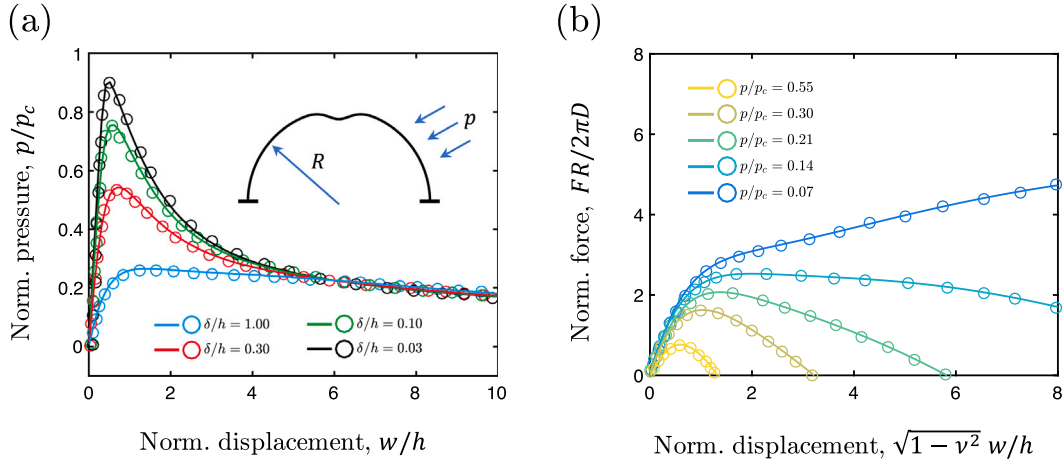 (a)
Norm. pressure, p/p_c
1
0.8
0.6
0.4
0.2
0
0
2
4
6
8
10
R
p
δ/h = 1.00
δ/h = 0.10
δ/h = 0.30
δ/h = 0.03
Norm. displacement, w/h
(b)
Norm. force, FR/2πD
8
6
4
2
0
0
2
4
6
8
p/p_c = 0.55
p/p_c = 0.30
p/p_c = 0.21
p/p_c = 0.14
p/p_c = 0.07
Norm. displacement, √(1 − ν²) w/h